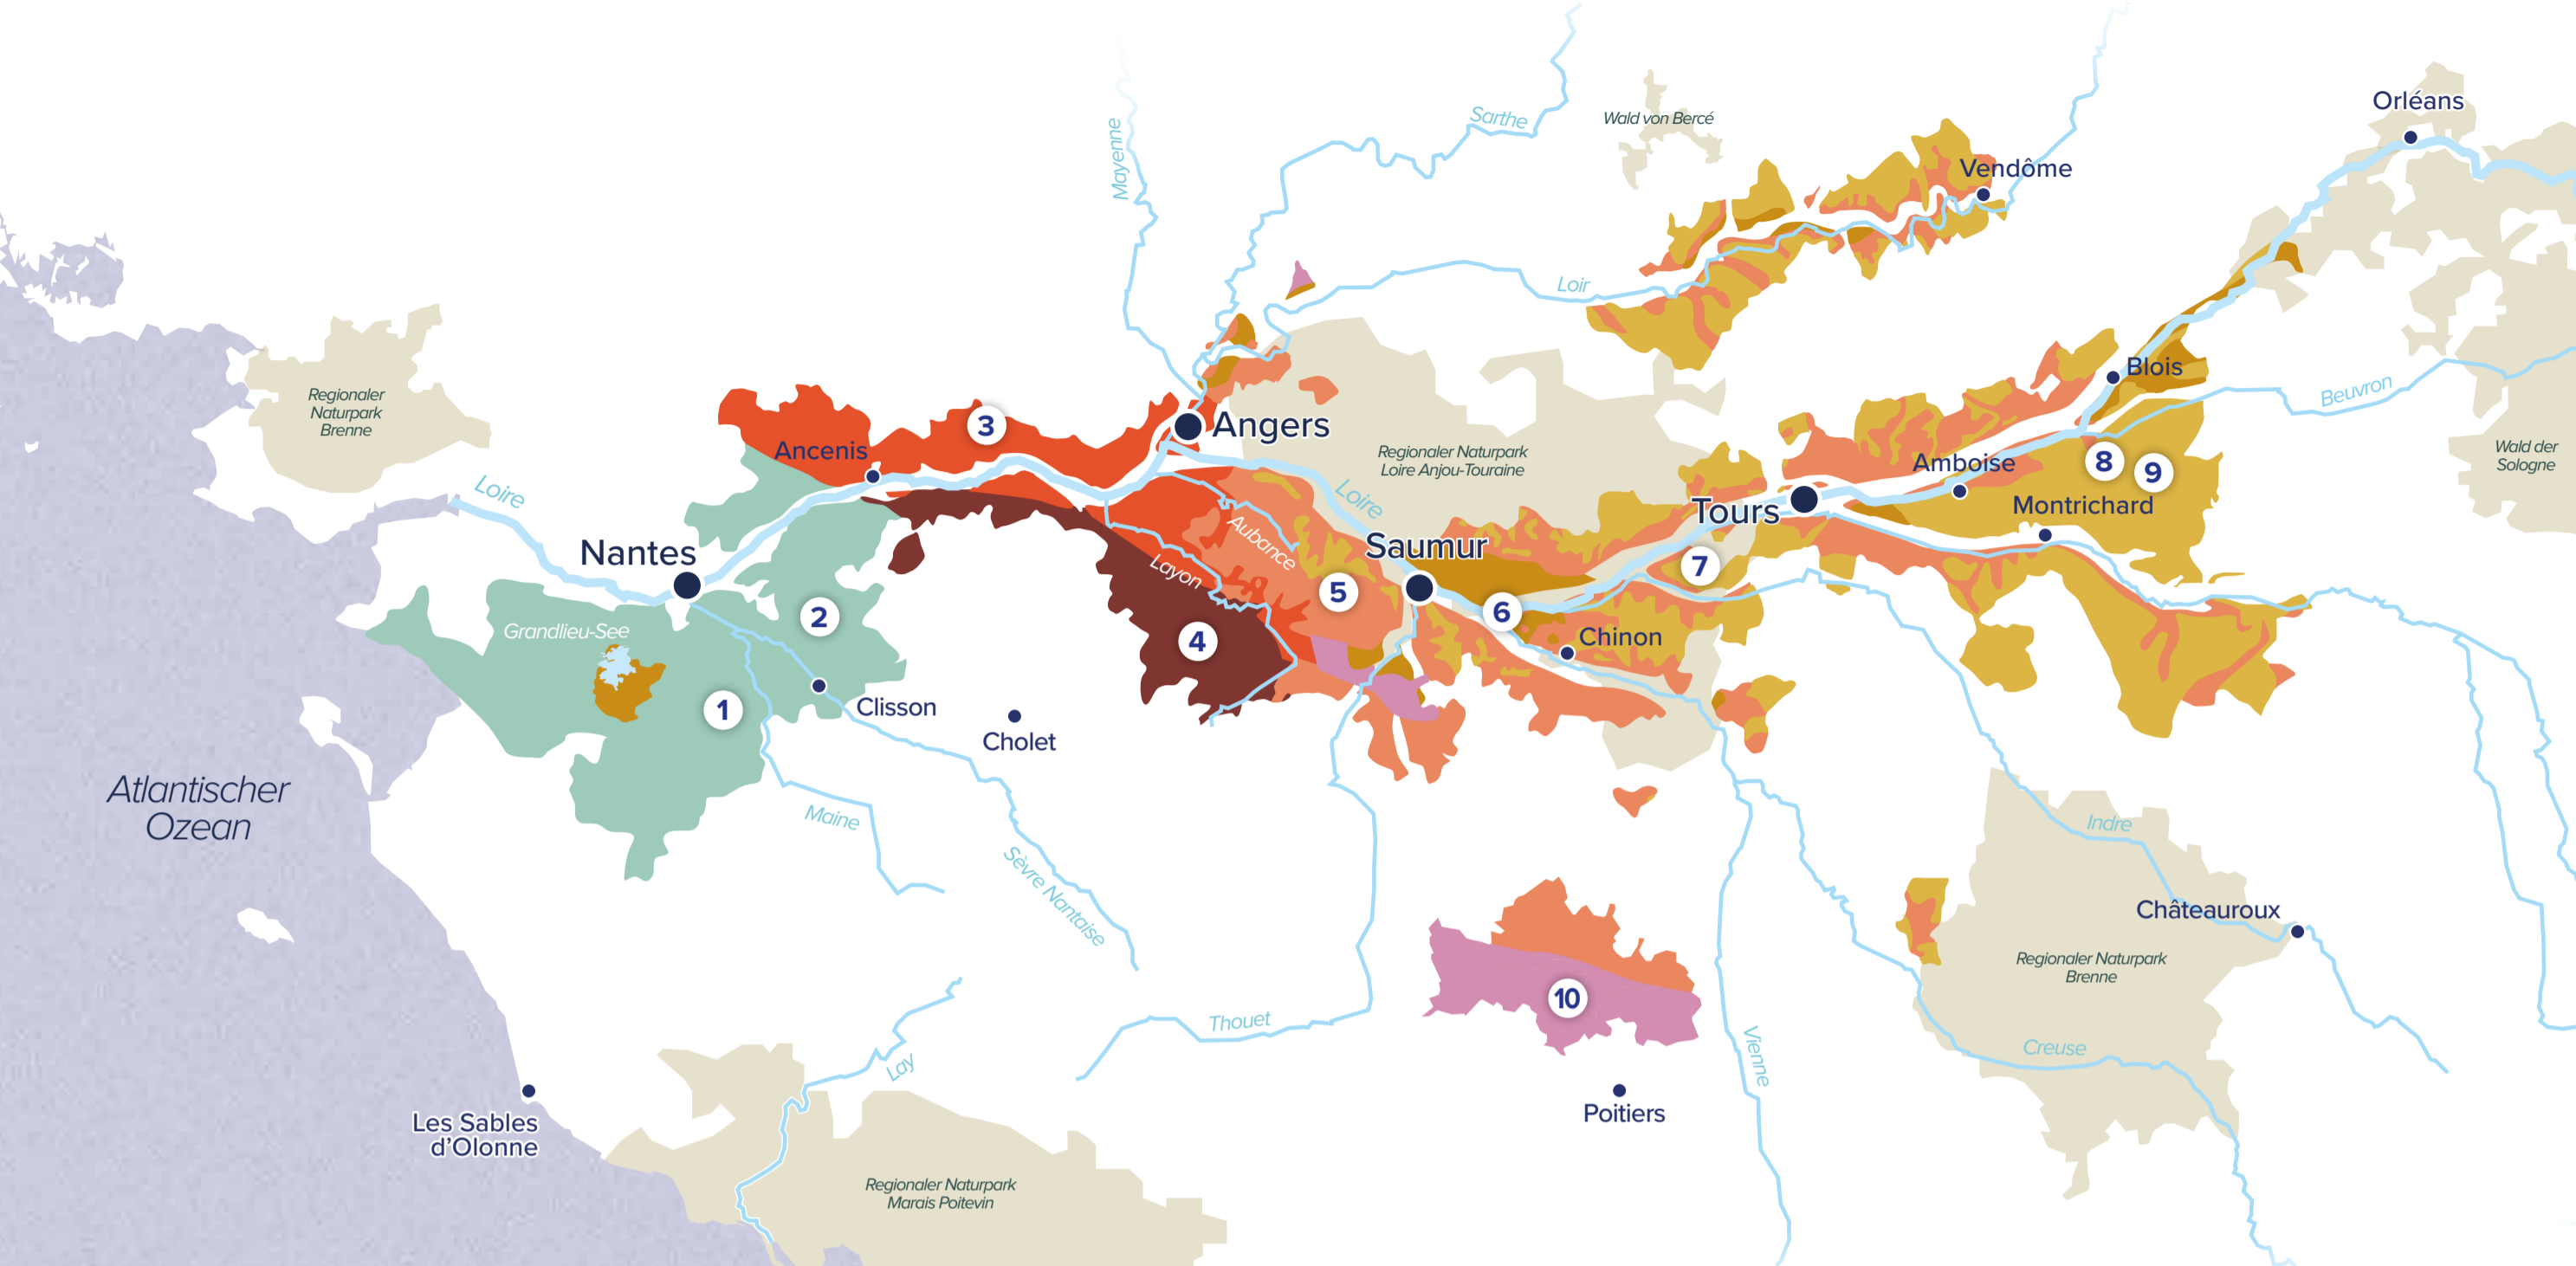 Orléans
Mayenne
Sarthe
Wald von Bercé
Vendôme
Loir
Blois
Beuvron
Regionaler
Naturpark
Brenne
3
Angers
Ancenis
Regionaler Naturpark
Loire Anjou-Touraine
Wald der
Sologne
Amboise
8
9
Loire
Loire
Montrichard
Tours
Nantes
Aubance
Saumur
Layon
7
5
6
2
Grandlieu-See
4
Chinon
1
Clisson
Cholet
Atlantischer
Ozean
Maine
Indre
Sèvre Nantaise
Châteauroux
Regionaler Naturpark
Brenne
10
Thouet
Vienne
Creuse
Lay
Poitiers
Les Sables
d'Olonne
Regionaler Naturpark
Marais Poitevin